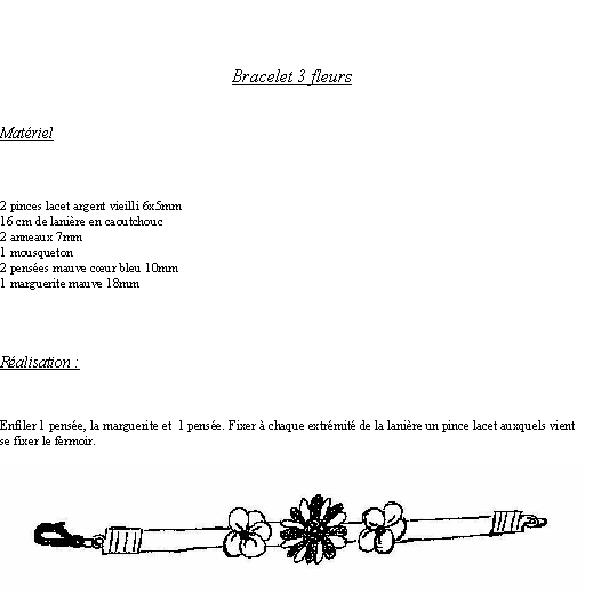 Bracelet 3 fleurs
Matériel
2 pinces lacet argent vieilli 6x5mm
16 cm de lanière en caoutchouc
2 anneaux 7mm
1 mousqueton
2 pensées mauve cœur bleu 10mm
1 marguerite mauve 18mm
Réalisation :
Enfiler 1 pensée, la marguerite et 1 pensée. Fixer à chaque extrémité de la lanière un pince lacet auxquels vient
se fixer le fermoir.